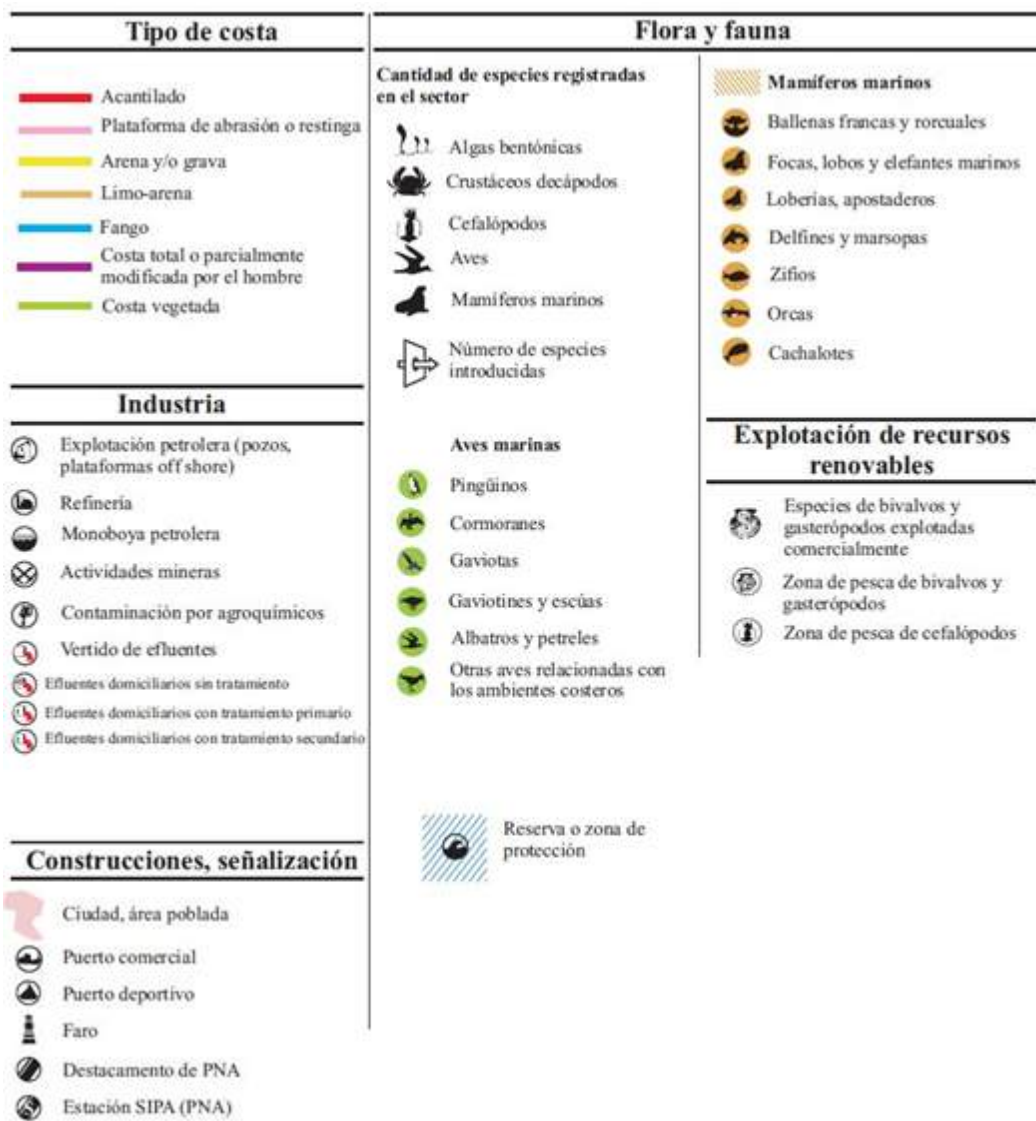 Tipo de costa
Acantilado
Plataforma de abrasión o restinga
Arena y/o grava
Limo-arena
Fango
Costa total o parcialmente
modificada por el hombre
Costa vegetada
Industria
Explotación petrolera (pozos,
plataformas off shore)
Refinería
Monoboya petrolera
Actividades mineras
Contaminación por agroquímicos
Vertido de efluentes
Efluentes domiciliarios sin tratamiento
Efluentes domiciliarios con tratamiento primario
Efluentes domiciliarios con tratamiento secundario
Construcciones, señalización
Ciudad, área poblada
Puerto comercial
Puerto deportivo
Faro
Destacamento de PNA
Estación SIPA (PNA)
Flora y fauna
Cantidad de especies registradas
en el sector
Algas bentónicas
Crustáceos decápodos
Cefalópodos
Aves
Mamíferos marinos
Número de especies
introducidas
Aves marinas
Pingüinos
Cormoranes
Gaviotas
Gaviotines y escúas
Albatros y petreles
Otras aves relacionadas con
los ambientes costeros
Reserva o zona de
protección
Mamíferos marinos
Ballenas francas y rorcuales
Focas, lobos y elefantes marinos
Loberías, apostaderos
Delfines y marsopas
Zifios
Orcas
Cachalotes
Explotación de recursos
renovables
Especies de bivalvos y
gasterópodos explotadas
comercialmente
Zona de pesca de bivalvos y
gasterópodos
Zona de pesca de cefalópodos